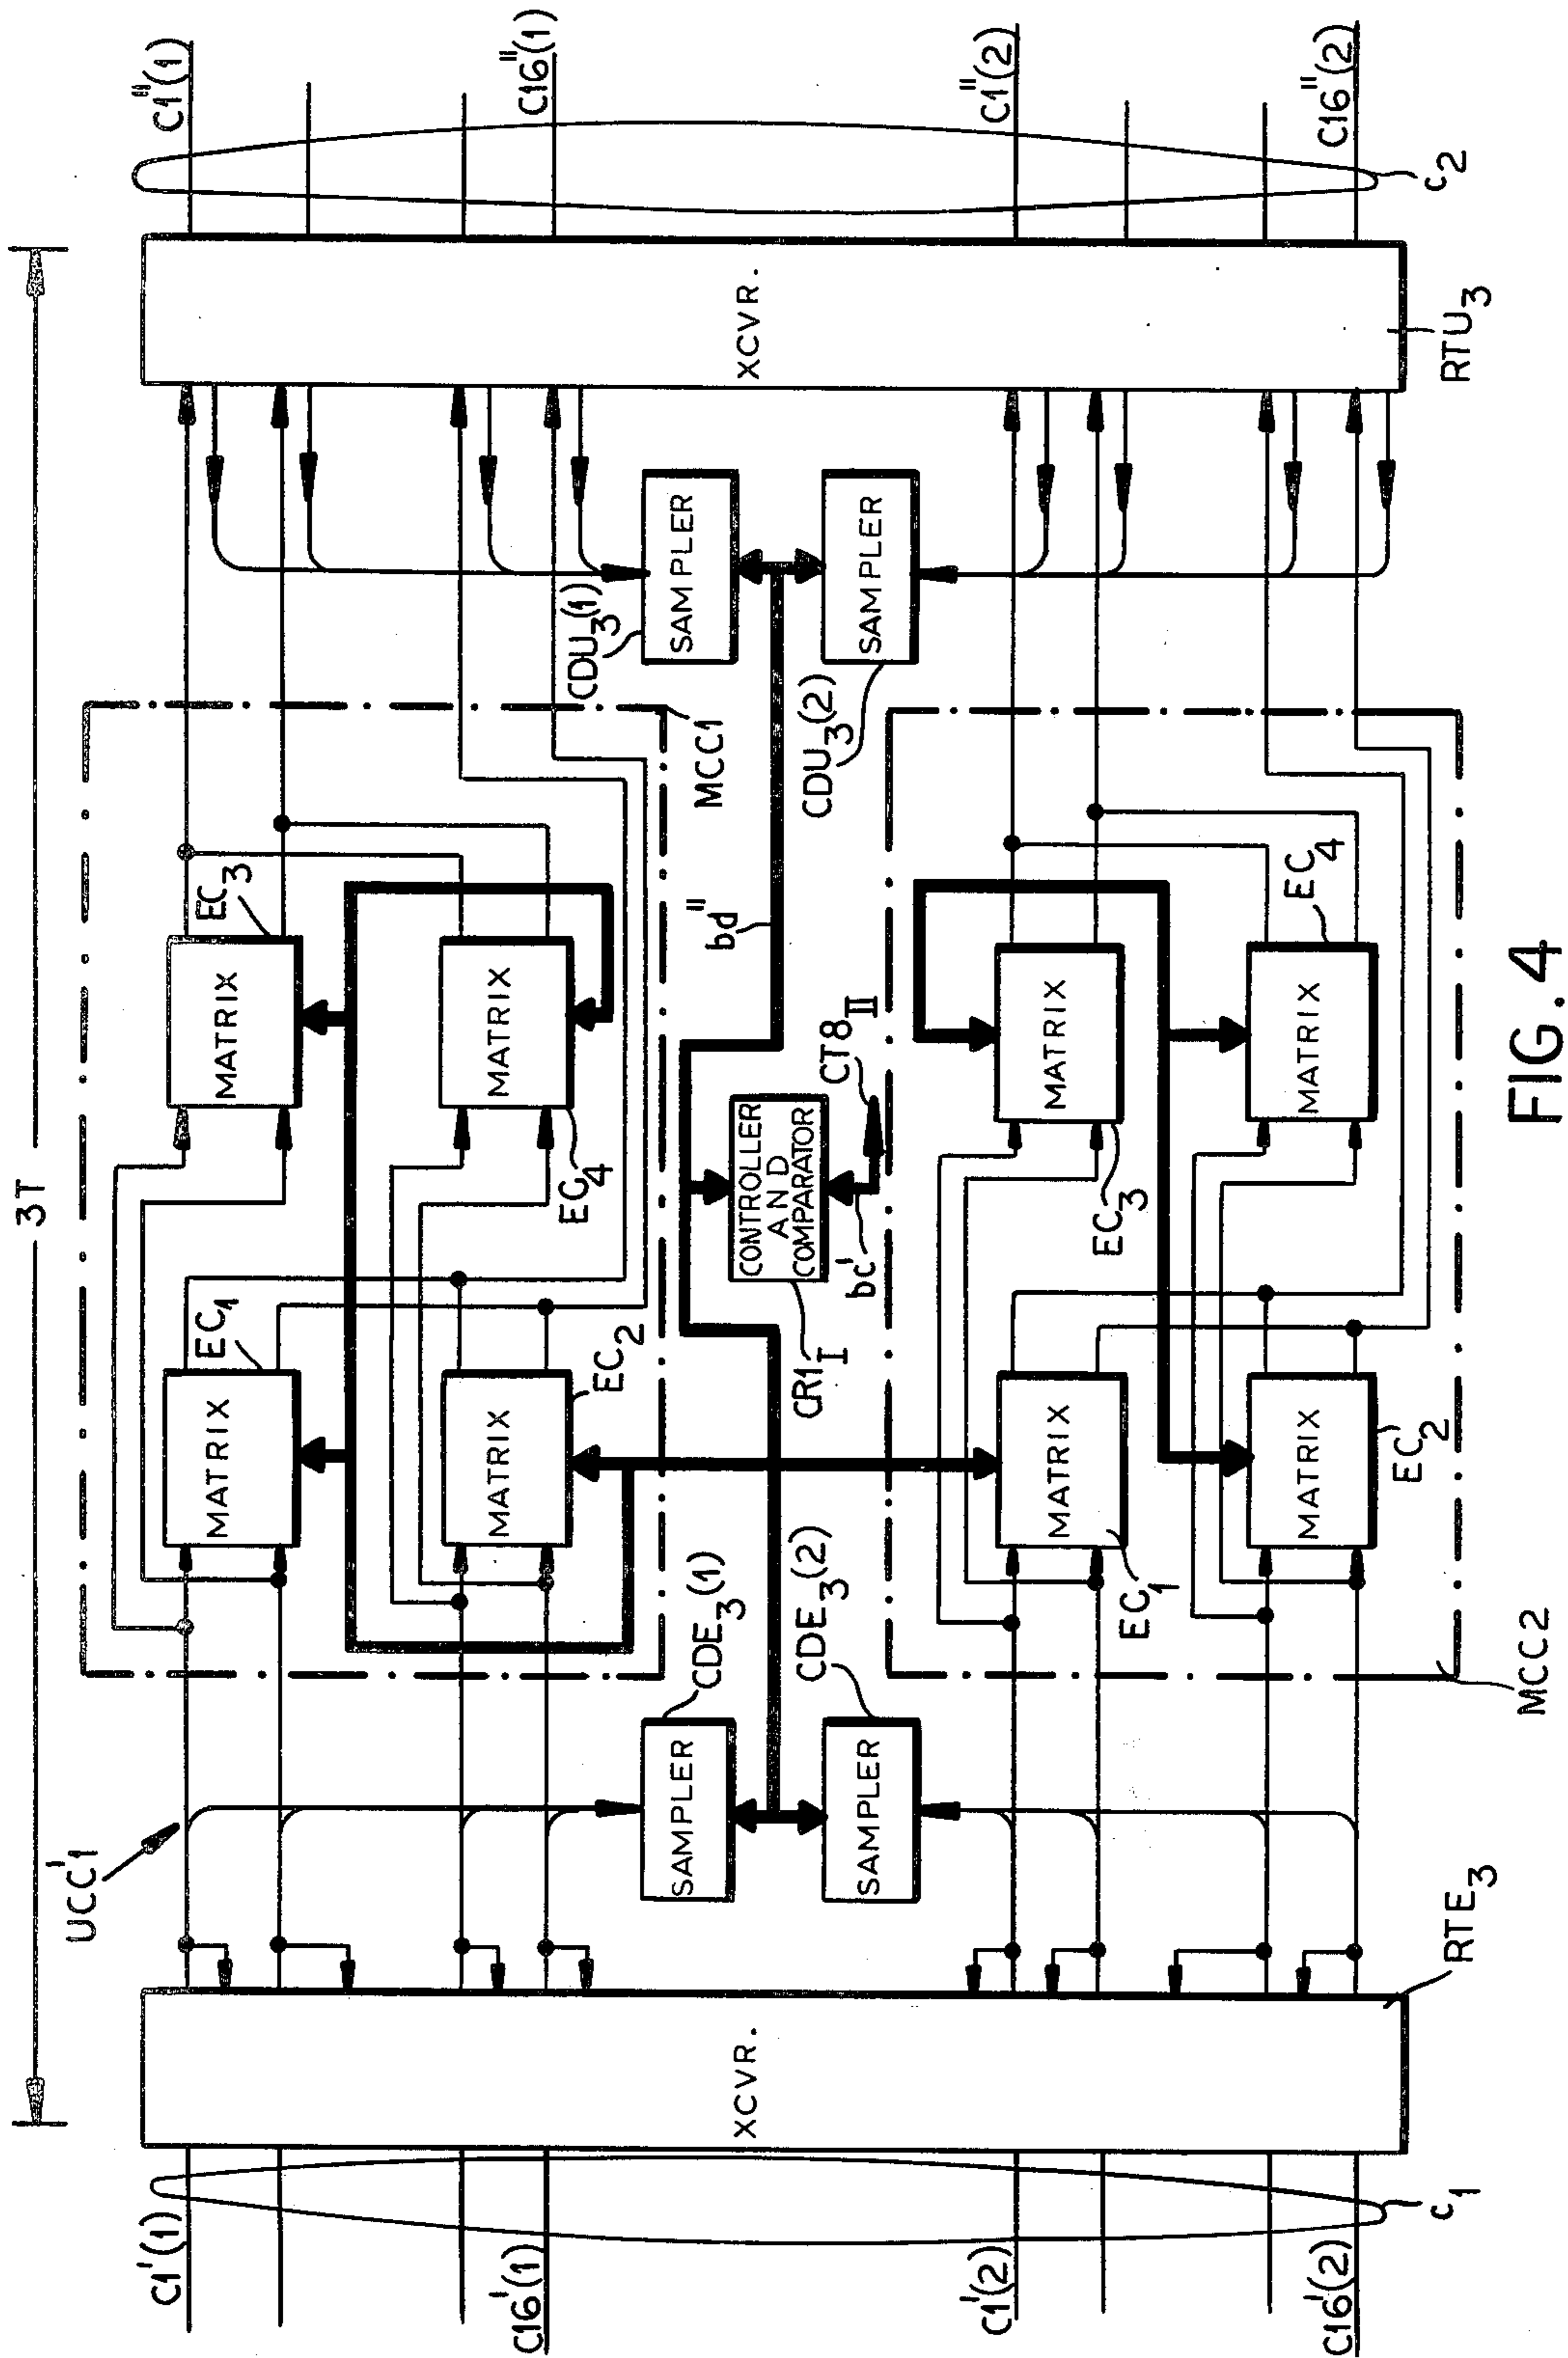 3T
C1'(1)
C16'(1)
C1'(2)
C16'(2)
c1
XCVR.
RTE3
UCC'1
SAMPLER
CDE3(1)
SAMPLER
CDE3(2)
MATRIX
EC1
MATRIX
EC2
MATRIX
EC3
MATRIX
EC4
MCC1
CONTROLLER
AND
COMPARATOR
CR1I
bc'
CT8II
bd"
MATRIX
EC1
MATRIX
EC'2
MATRIX
EC3
MATRIX
EC4
MCC2
SAMPLER
CDU3(1)
SAMPLER
CDU3(2)
XCVR.
RTU3
C1"(1)
C16"(1)
C1"(2)
C16"(2)
c2
FIG.4